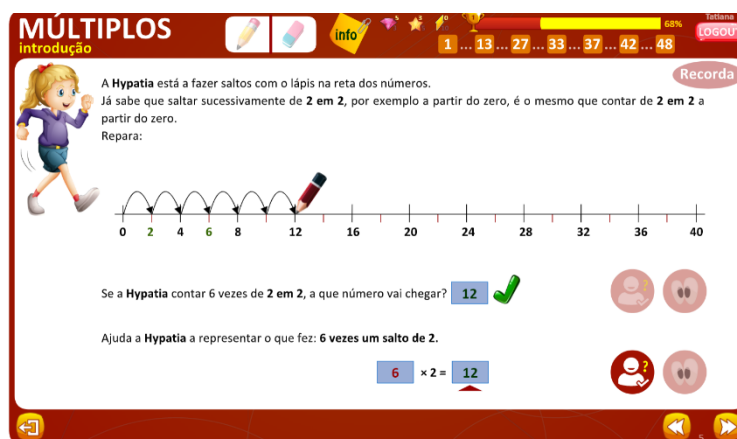 MÚLTIPLOS
introdução
info
5
3
68%
Tatiana
LOGOUT
1 ... 13 ... 27 ... 33 ... 37 ... 42 ... 48
Recorda
A Hypatia está a fazer saltos com o lápis na reta dos números.
Já sabe que saltar sucessivamente de 2 em 2, por exemplo a partir do zero, é o mesmo que contar de 2 em 2 a
partir do zero.
Repara:
0 2 4 6 8 12 16 20 24 28 32 36 40
Se a Hypatia contar 6 vezes de 2 em 2, a que número vai chegar? 12
?
Ajuda a Hypatia a representar o que fez: 6 vezes um salto de 2.
6 × 2 = 12
?